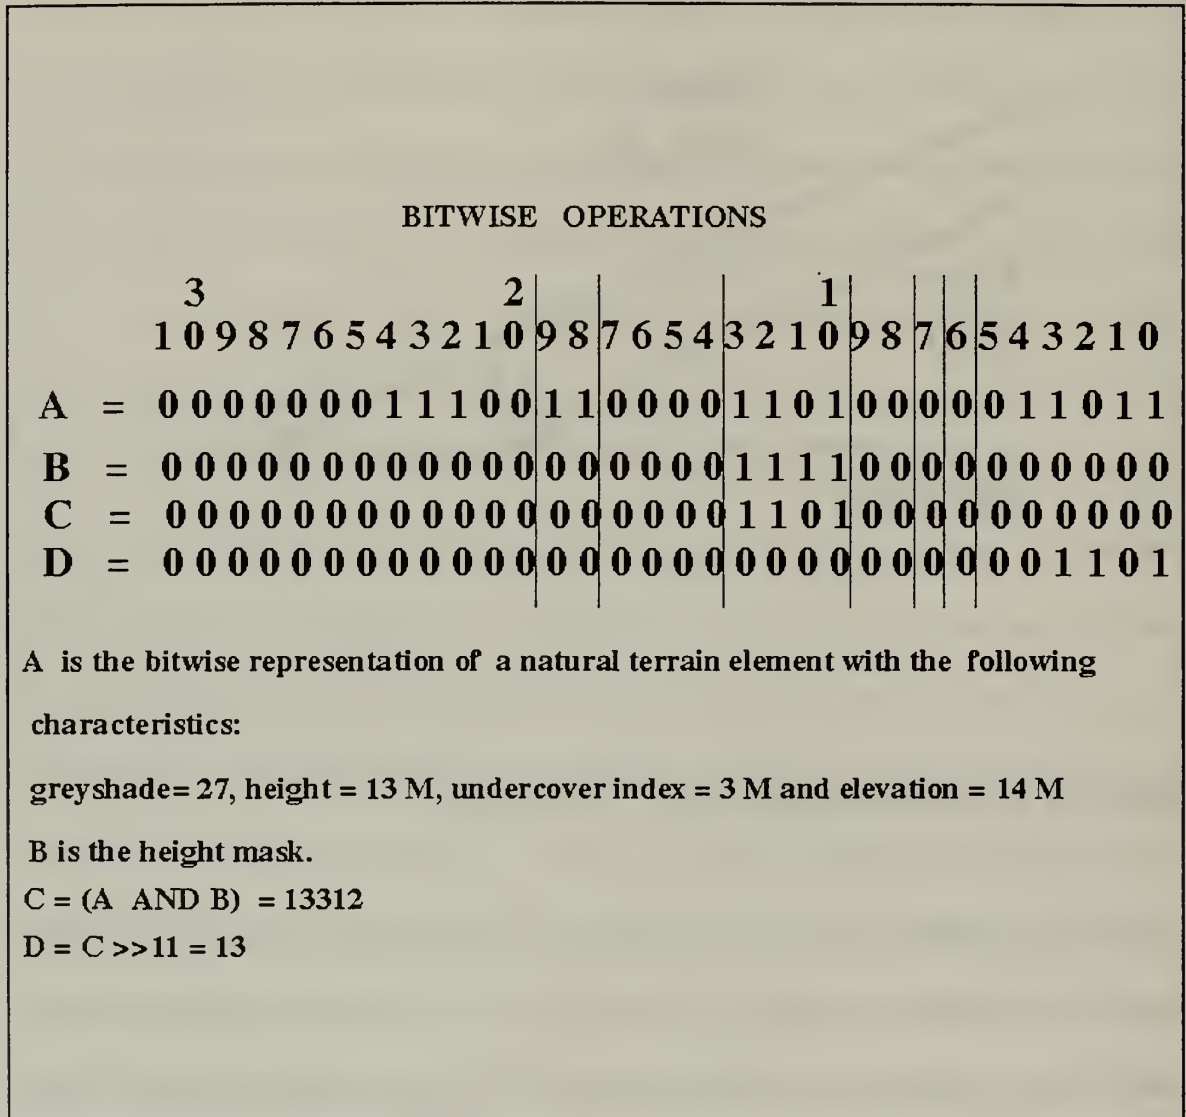 3 2 1
1 0 9 8 7 6 5 4 3 2 1 0 9 8 7 6 5 4 3 2 1 0 9 8 7 6 5 4 3 2 1 0
BITWISE OPERATIONS
A = 0 0 0 0 0 0 0 1 1 1 0 0 1 1 0 0 0 0 1 1 0 1 0 0 0 0 0 1 1 0 1 1
B = 0 0 0 0 0 0 0 0 0 0 0 0 0 0 0 0 0 0 1 1 1 1 0 0 0 0 0 0 0 0 0 0
C = 0 0 0 0 0 0 0 0 0 0 0 0 0 0 0 0 0 0 1 1 0 1 0 0 0 0 0 0 0 0 0 0
D = 0 0 0 0 0 0 0 0 0 0 0 0 0 0 0 0 0 0 0 0 0 0 0 0 0 0 0 0 1 1 0 1
A is the bitwise representation of a natural terrain element with the following
characteristics:
greyshade= 27, height = 13 M, undercover index = 3 M and elevation = 14 M
B is the height mask.
C = (A AND B) = 13312
D = C >>11 = 13